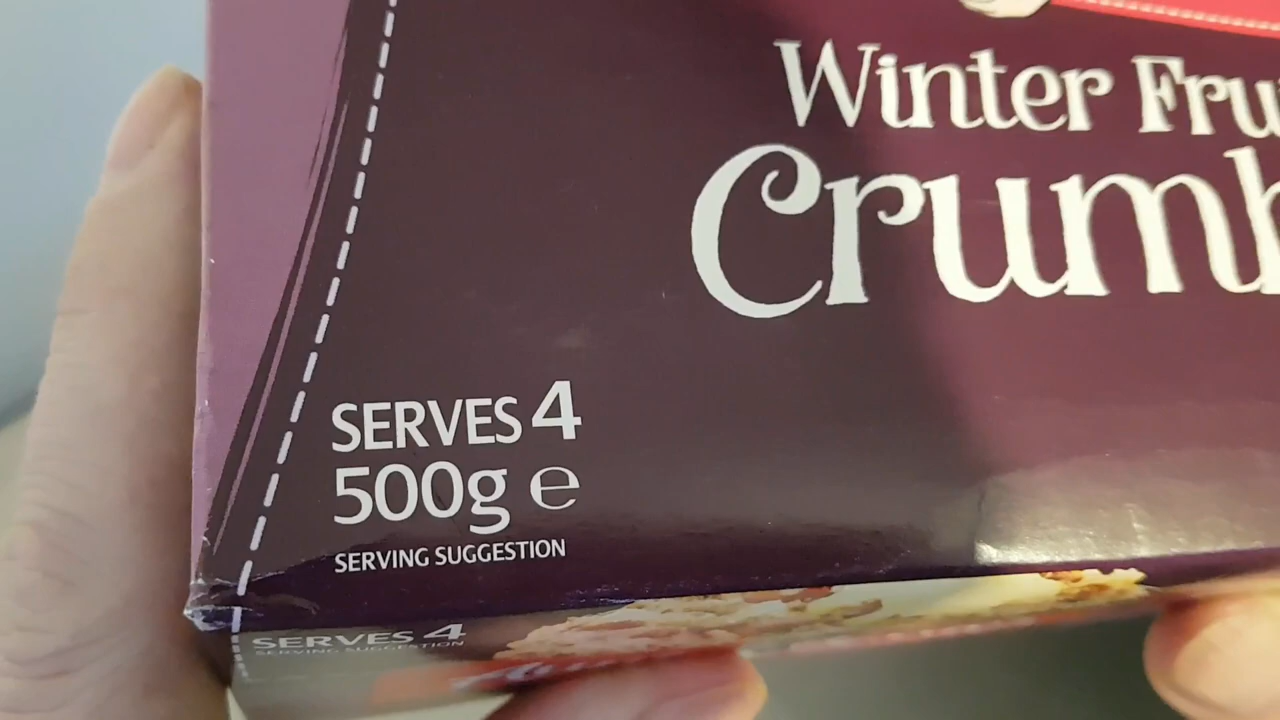 Winter Fru
Crumb
SERVES 4
500g e
SERVING SUGGESTION
SERVES 4
SERVING SUGGESTION